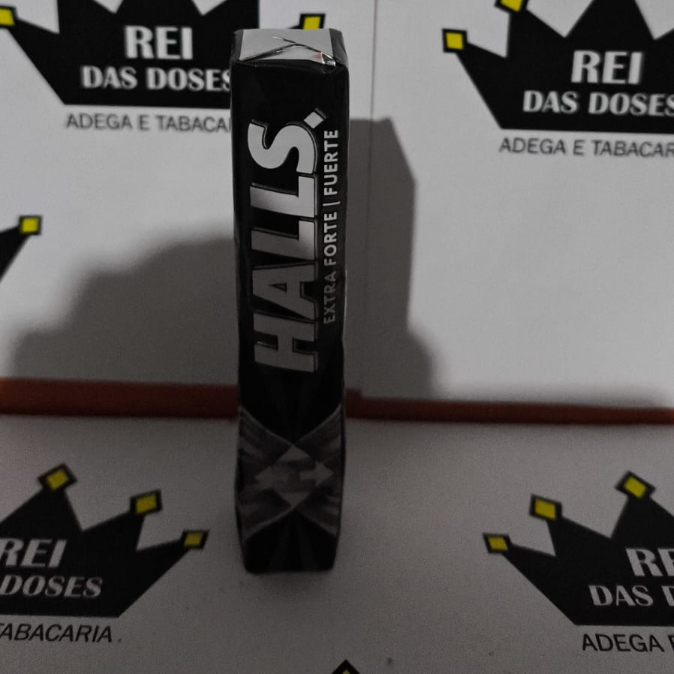 REI
DAS DOSES
ADEGA E TABACA
REI
DAS DOSES
ADEGA E TABACAR
HALLS
EXTRA FORTE | FUERTE
H
REI
DOSES
TABACARIA.
RE
DAS D
ADEGA E